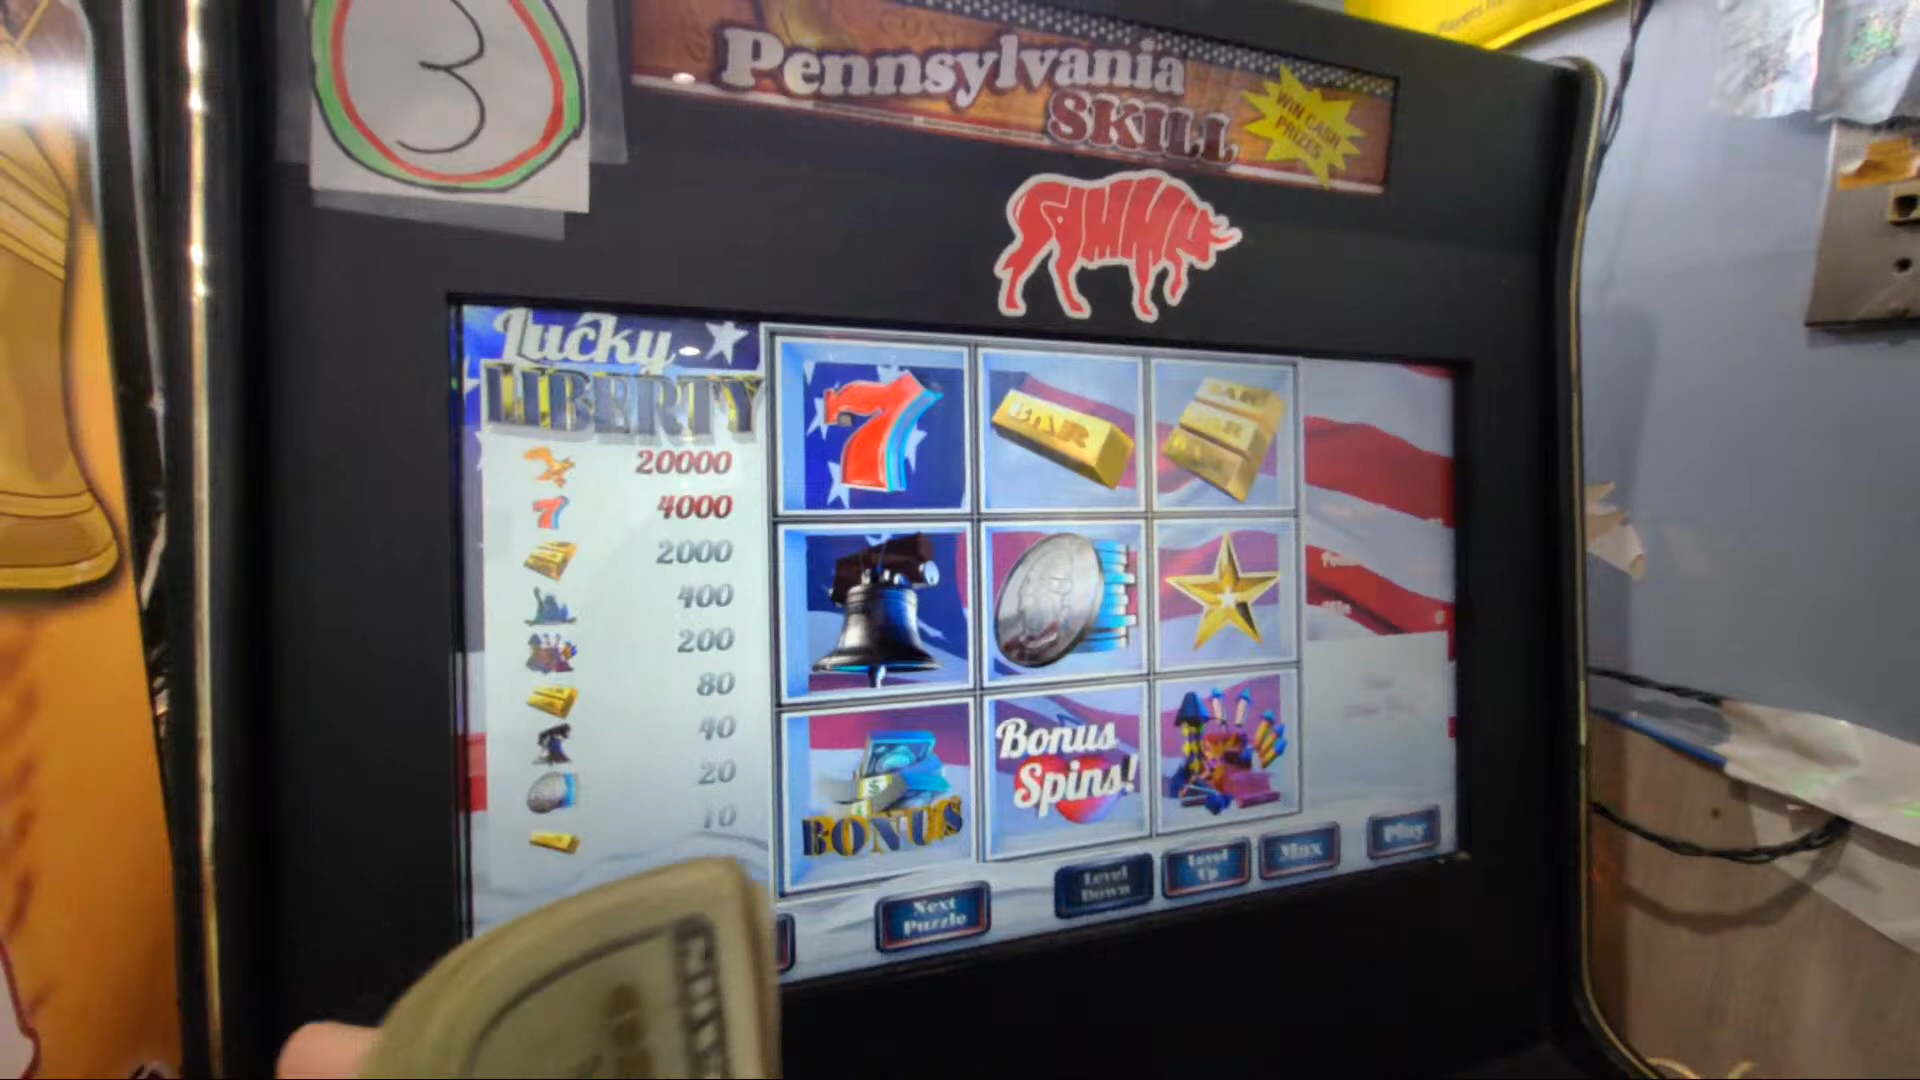 3
Pennsylvania
SKILL
WIN CASH
PRIZES
SAMMY
Lucky
LIBERTY
20000
4000
2000
400
200
80
40
20
10
BAR
BAR
BAR
BAR
BONUS
Bonus
Spins!
Next
Puzzle
Level
Down
Level
Up
Max
Play